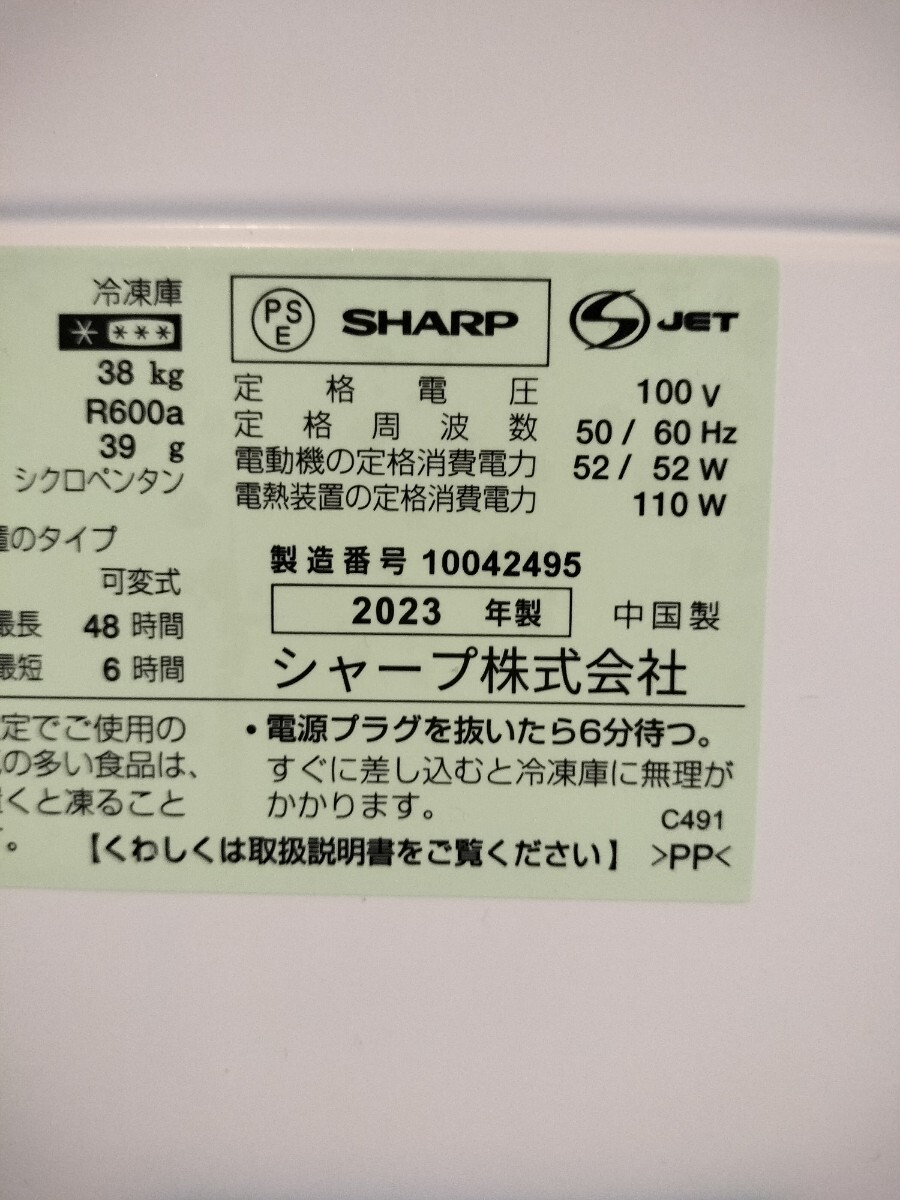 冷凍庫
38 kg
R600a
39 g
シクロペンタン
置のタイプ
可変式
最長 48 時間
最短 6 時間
PSE SHARP JET
定格電圧 100 V
定格周波数 50 / 60 Hz
電動機の定格消費電力 52 / 52 W
電熱装置の定格消費電力 110 W
製造番号 10042495
2023 年製 中国製
シャープ株式会社
定でご使用の
の多い食品は、
くと凍ること
。
・電源プラグを抜いたら6分待つ。
すぐに差し込むと冷凍庫に無理が
かかります。
C491
【くわしくは取扱説明書をご覧ください】 >PP<